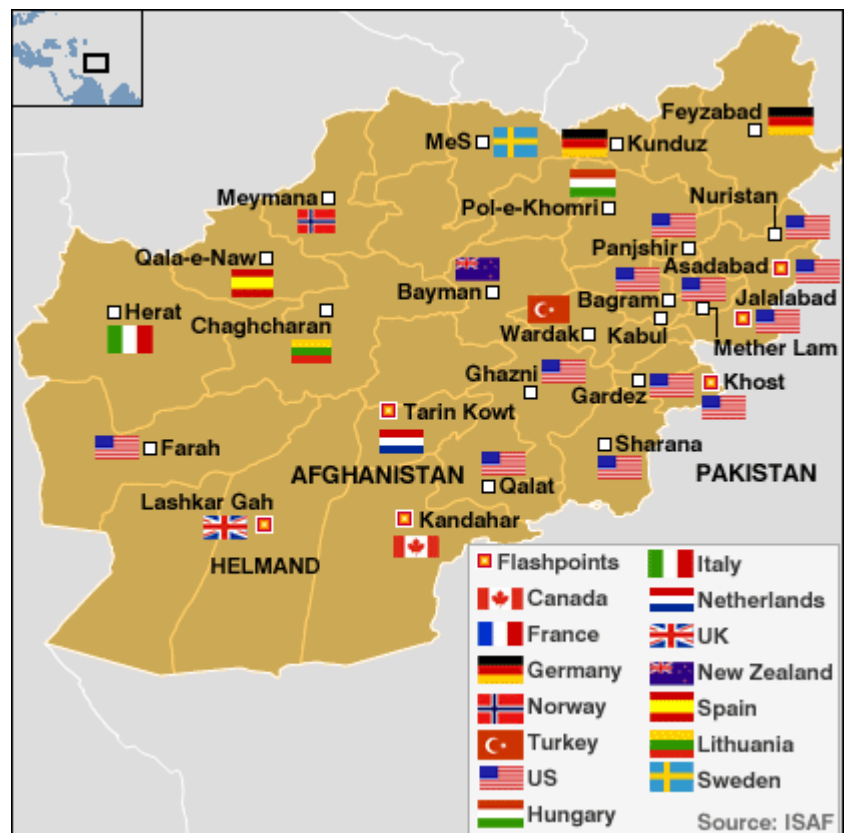 Feyzabad
MeS
Kunduz
Meymana
Pol-e-Khomri
Nuristan
Panjshir
Qala-e-Naw
Asadabad
Bayman
Bagram
Jalalabad
Herat
Chaghcharan
Wardak
Kabul
Mether Lam
Ghazni
Gardez
Khost
Tarin Kowt
Farah
Sharana
AFGHANISTAN
PAKISTAN
Qalat
Lashkar Gah
Kandahar
HELMAND
Flashpoints
Canada
France
Germany
Norway
Turkey
US
Hungary
Italy
Netherlands
UK
New Zealand
Spain
Lithuania
Sweden
Source: ISAF